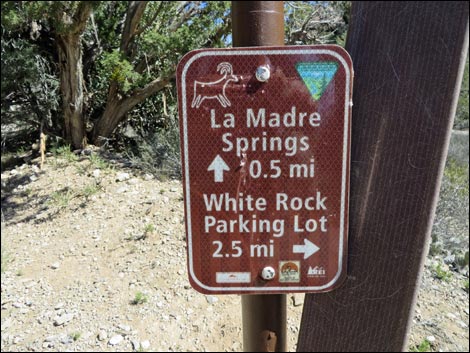 La Madre
Springs
↑ 0.5 mi
White Rock
Parking Lot
2.5 mi →